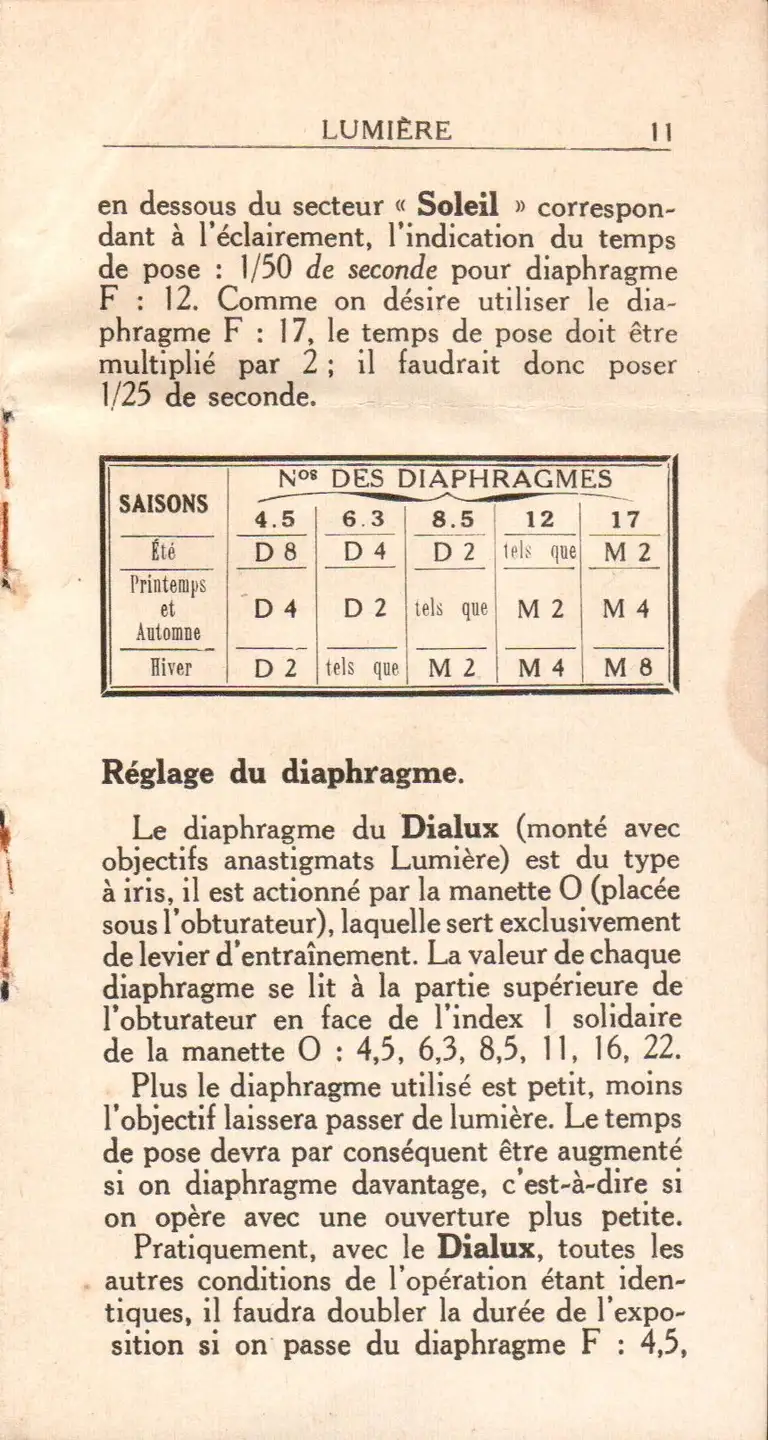 LUMIÈRE 11
en dessous du secteur « Soleil » correspon-
dant à l'éclairement, l'indication du temps
de pose : 1/50 de seconde pour diaphragme
F : 12. Comme on désire utiliser le dia-
phragme F : 17, le temps de pose doit être
multiplié par 2 ; il faudrait donc poser
1/25 de seconde.
SAISONS
Nos DES DIAPHRAGMES
4.5 6.3 8.5 12 17
Été D 8 D 4 D 2 tels que M 2
Printemps
et D 4 D 2 tels que M 2 M 4
Automne
Hiver D 2 tels que M 2 M 4 M 8
Réglage du diaphragme.
Le diaphragme du Dialux (monté avec
objectifs anastigmats Lumière) est du type
à iris, il est actionné par la manette O (placée
sous l'obturateur), laquelle sert exclusivement
de levier d'entraînement. La valeur de chaque
diaphragme se lit à la partie supérieure de
l'obturateur en face de l'index 1 solidaire
de la manette O : 4,5, 6,3, 8,5, 11, 16, 22.
Plus le diaphragme utilisé est petit, moins
l'objectif laissera passer de lumière. Le temps
de pose devra par conséquent être augmenté
si on diaphragme davantage, c'est-à-dire si
on opère avec une ouverture plus petite.
Pratiquement, avec le Dialux, toutes les
autres conditions de l'opération étant iden-
tiques, il faudra doubler la durée de l'expo-
sition si on passe du diaphragme F : 4,5,